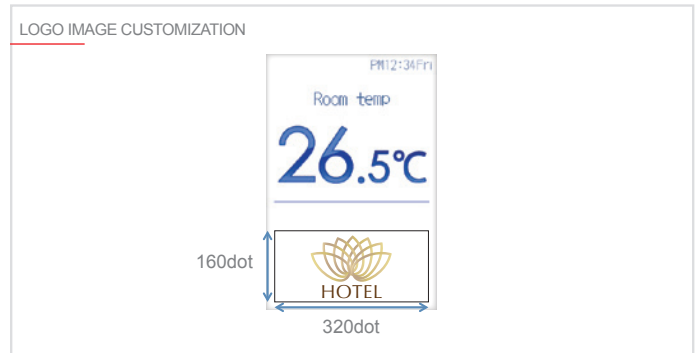 LOGO IMAGE CUSTOMIZATION
PM12:34Fri
Room temp
26.5℃
160dot
HOTEL
320dot